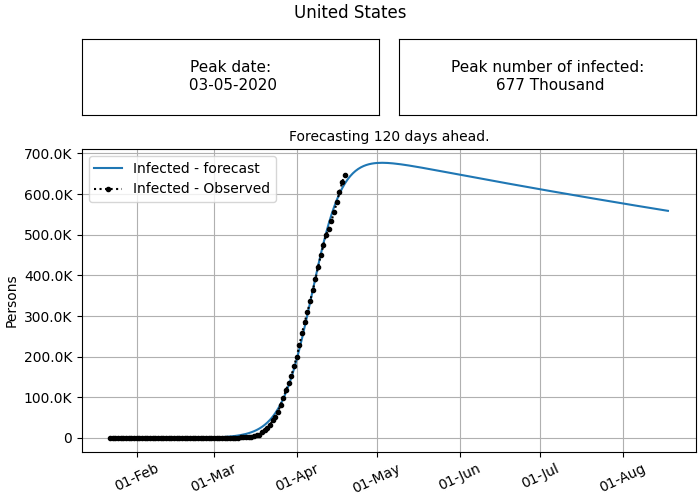 United States
Peak date:
03-05-2020
Peak number of infected:
677 Thousand
Forecasting 120 days ahead.
Infected - forecast
Infected - Observed
Persons
700.0K
600.0K
500.0K
400.0K
300.0K
200.0K
100.0K
0
01-Feb
01-Mar
01-Apr
01-May
01-Jun
01-Jul
01-Aug